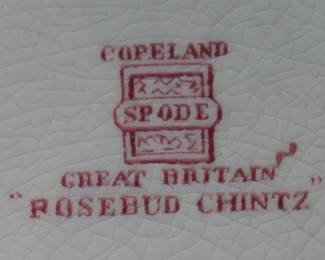 COPELAND
SPODE
GREAT BRITAIN
"ROSEBUD CHINTZ"